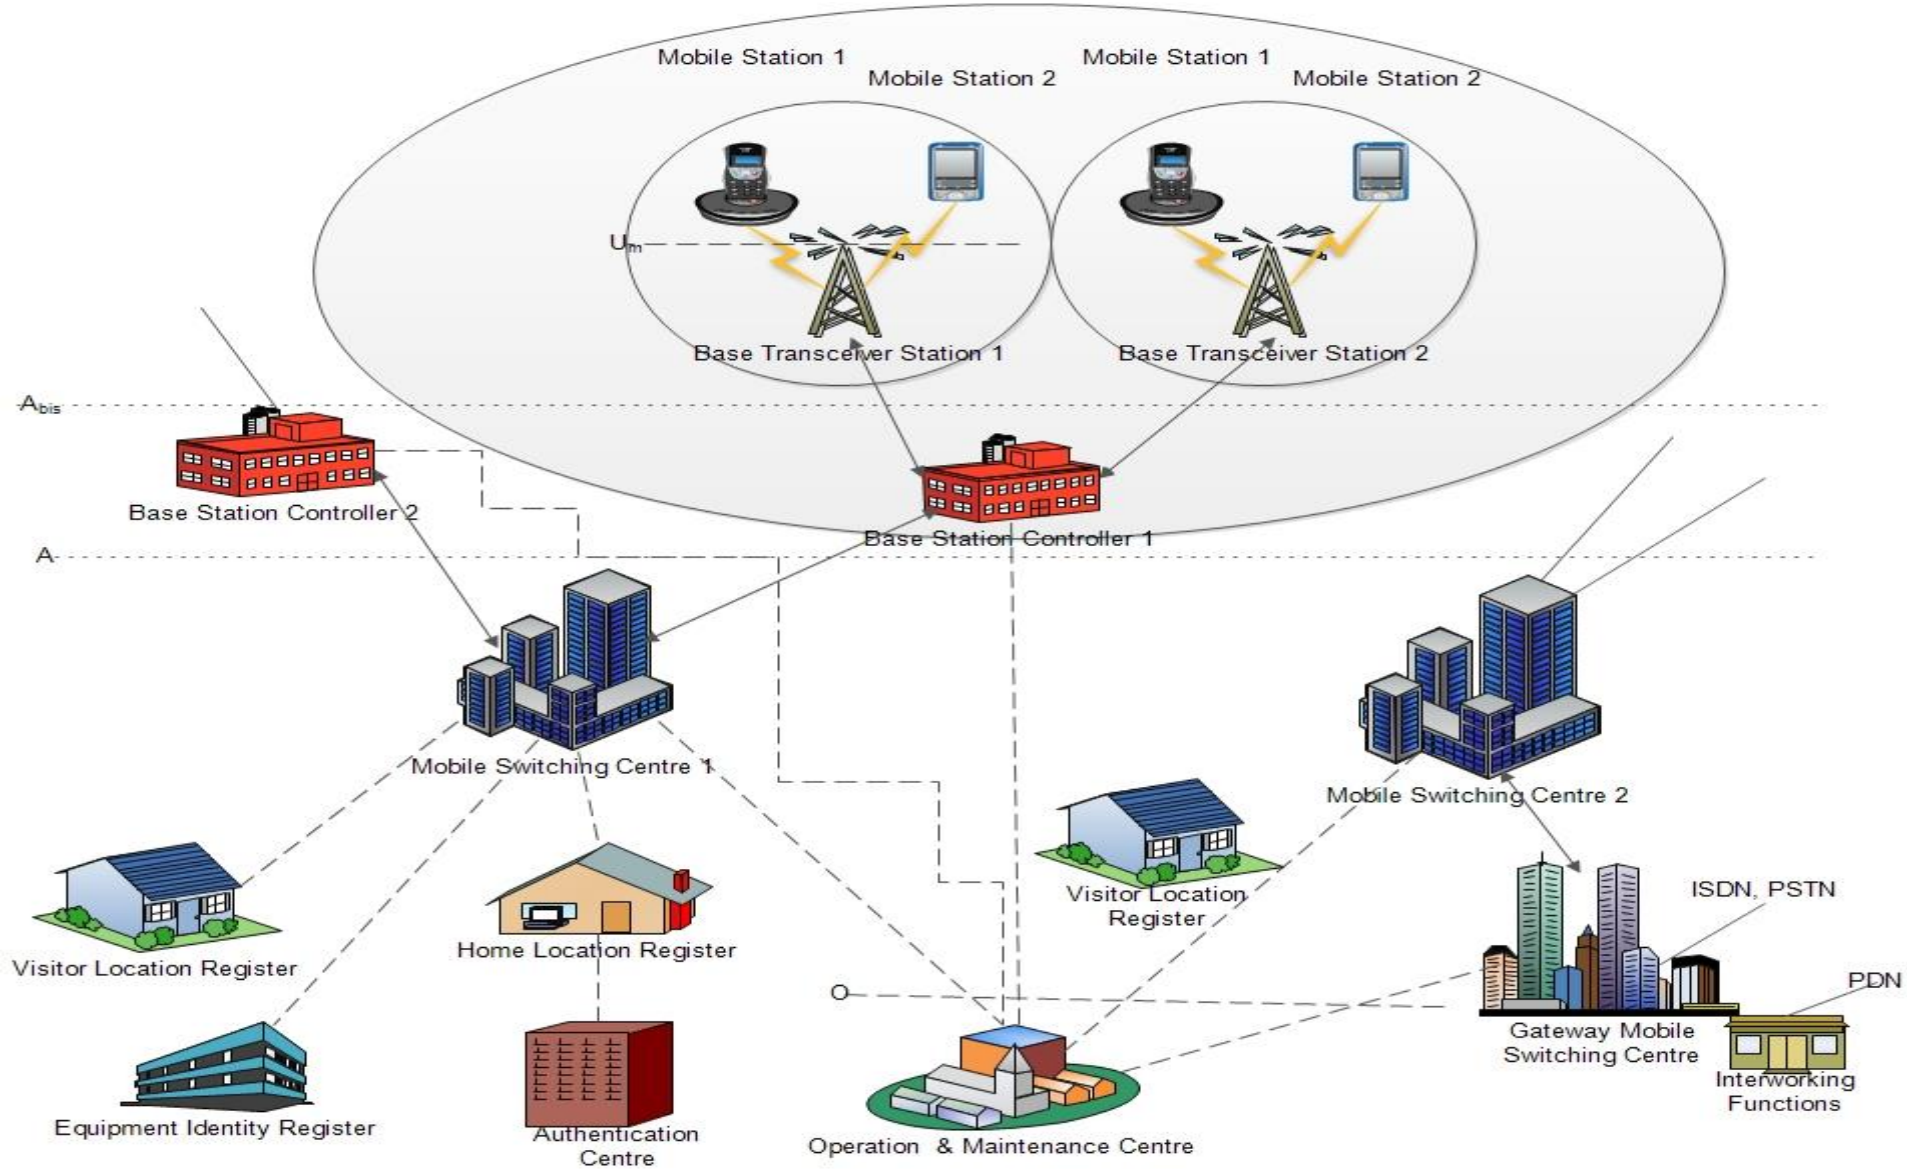 Mobile Station 1
Mobile Station 2
Mobile Station 1
Mobile Station 2
Um
Base Transceiver Station 1
Base Transceiver Station 2
Abis
Base Station Controller 2
Base Station Controller 1
A
Mobile Switching Centre 1
Mobile Switching Centre 2
Visitor Location
Register
ISDN, PSTN
Home Location Register
Visitor Location Register
O
PDN
Gateway Mobile
Switching Centre
Interworking
Functions
Equipment Identity Register
Authentication
Centre
Operation & Maintenance Centre